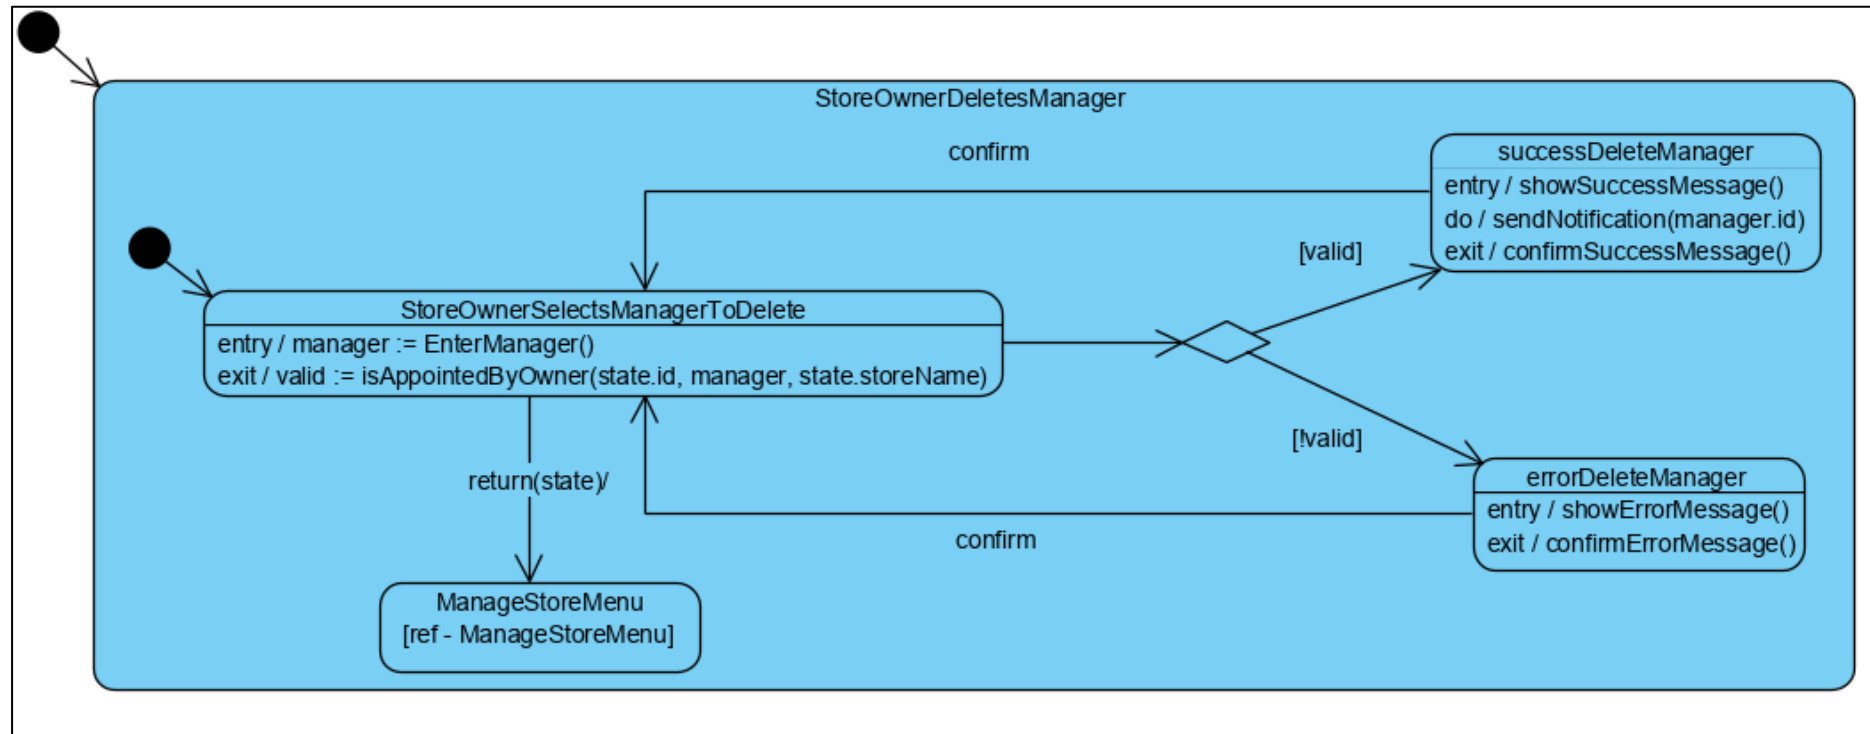 StoreOwnerDeletesManager
confirm
successDeleteManager
entry / showSuccessMessage()
do / sendNotification(manager.id)
exit / confirmSuccessMessage()
[valid]
StoreOwnerSelectsManagerToDelete
entry / manager := EnterManager()
exit / valid := isAppointedByOwner(state.id, manager, state.storeName)
[!valid]
return(state)/
errorDeleteManager
entry / showErrorMessage()
exit / confirmErrorMessage()
confirm
ManageStoreMenu
[ref - ManageStoreMenu]